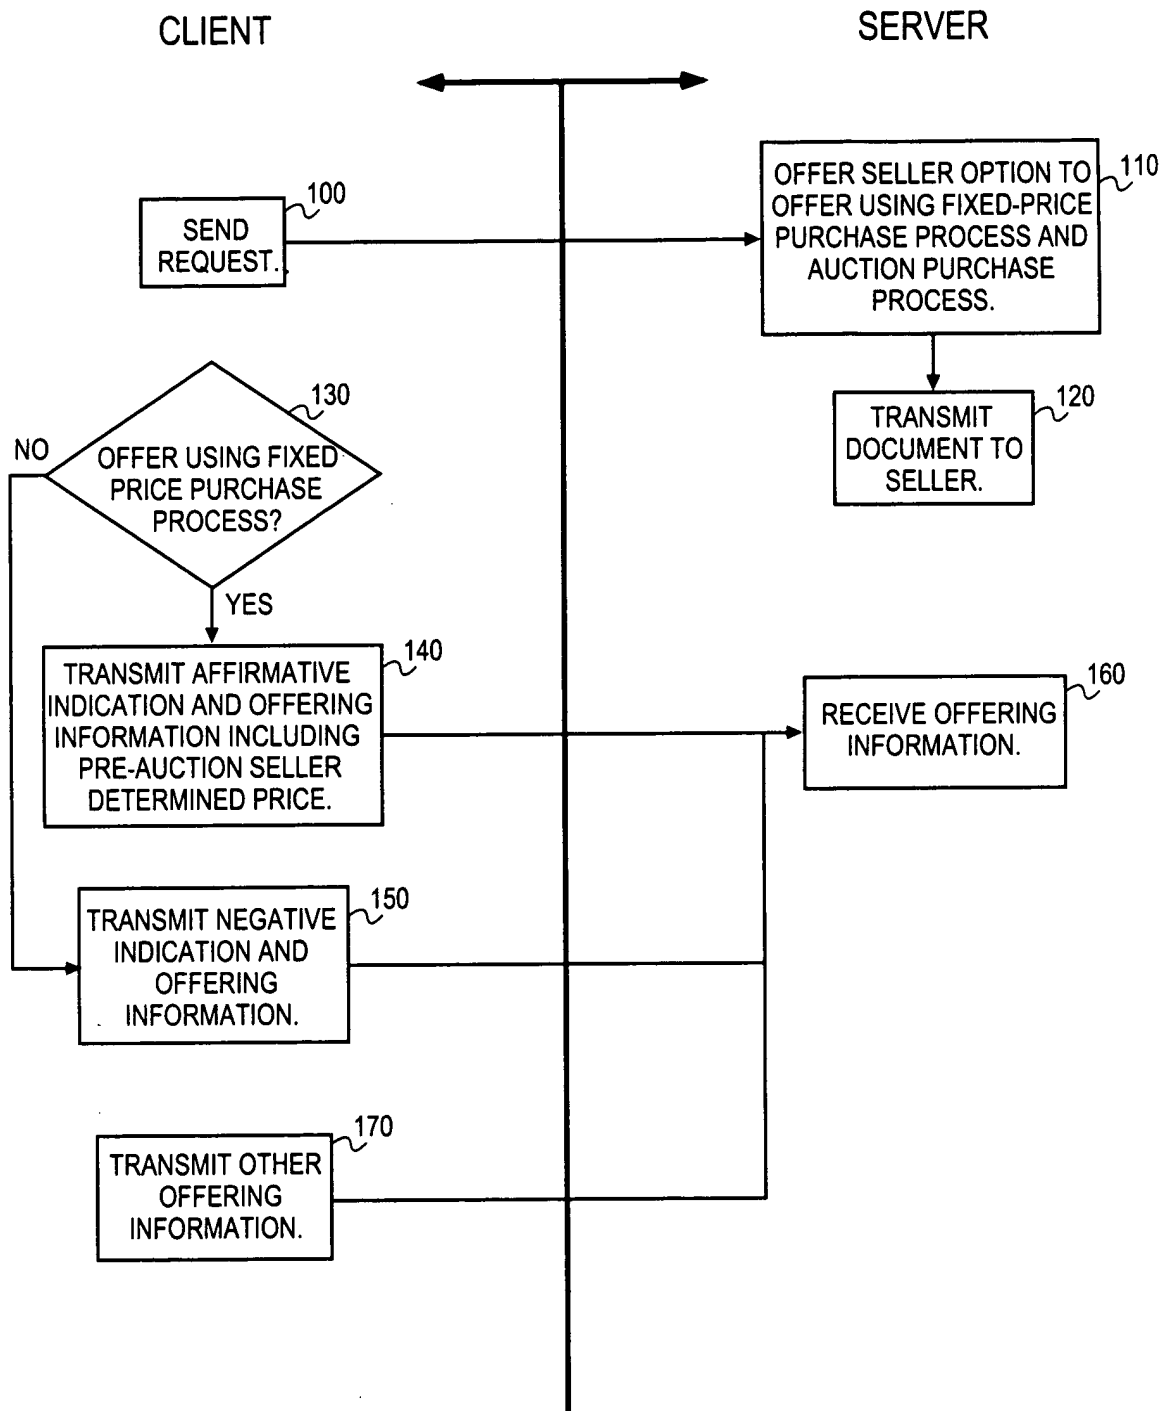 CLIENT
SERVER
100
SEND
REQUEST.
110
OFFER SELLER OPTION TO
OFFER USING FIXED-PRICE
PURCHASE PROCESS AND
AUCTION PURCHASE
PROCESS.
120
TRANSMIT
DOCUMENT TO
SELLER.
130
NO
OFFER USING FIXED
PRICE PURCHASE
PROCESS?
YES
140
TRANSMIT AFFIRMATIVE
INDICATION AND OFFERING
INFORMATION INCLUDING
PRE-AUCTION SELLER
DETERMINED PRICE.
160
RECEIVE OFFERING
INFORMATION.
150
TRANSMIT NEGATIVE
INDICATION AND
OFFERING
INFORMATION.
170
TRANSMIT OTHER
OFFERING
INFORMATION.